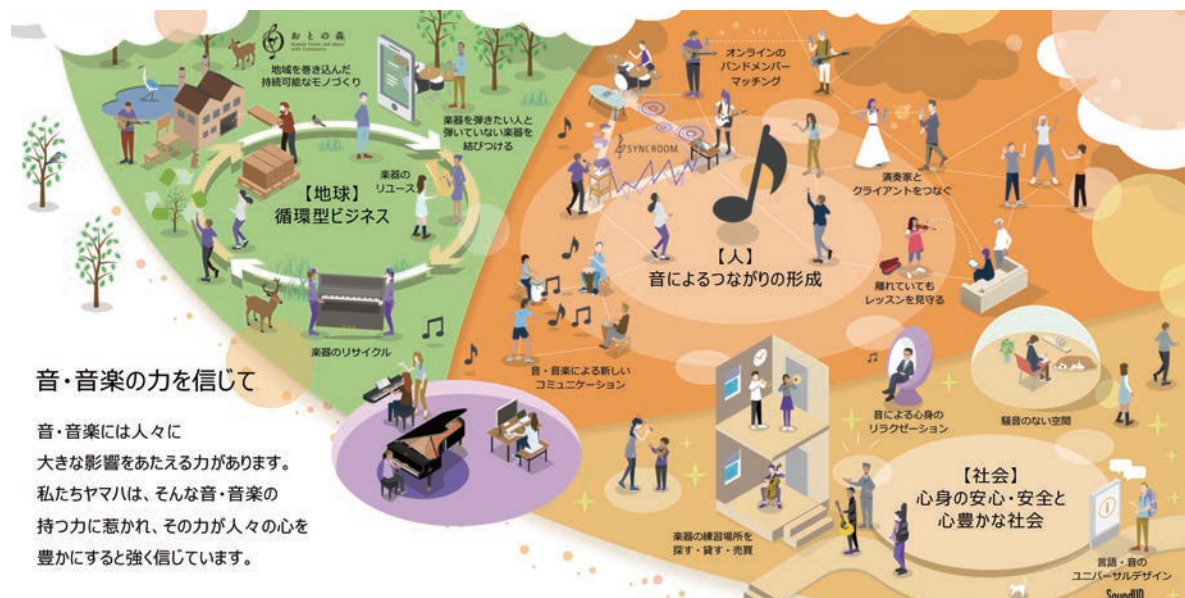 おとの森
地域を巻き込んだ
持続可能なモノづくり
楽器を弾きたい人と
弾いていない楽器を
結びつける
楽器の
リユース
【地球】
循環型ビジネス
楽器のリサイクル
オンラインの
バンドメンバー
マッチング
SYNCROOM
演奏家と
クライアントをつなぐ
【人】
音によるつながりの形成
離れていても
レッスンを見守る
音・音楽による新しい
コミュニケーション
音・音楽の力を信じて
音・音楽には人々に
大きな影響をあたえる力があります。
私たちヤマハは、そんな音・音楽の
持つ力に惹かれ、その力が人々の心を
豊かにすると強く信じています。
音による心身の
リラクゼーション
騒音のない空間
【社会】
心身の安心・安全と
心豊かな社会
楽器の練習場所を
探す・貸す・売買
言語・音の
ユニバーサルデザイン
SoundUD